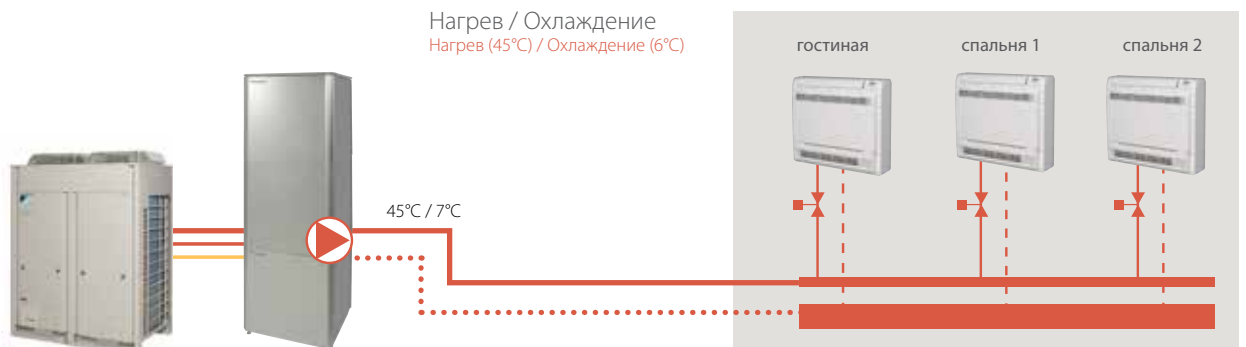 Нагрев / Охлаждение
Нагрев (45°C) / Охлаждение (6°C)
гостиная
спальня 1
спальня 2
45°C / 7°C